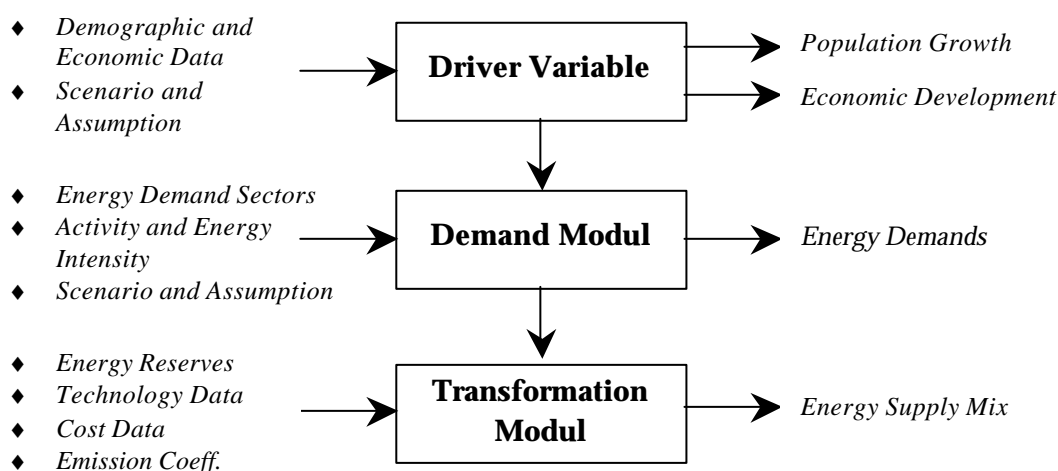 ♦ Demographic and
Economic Data
♦ Scenario and
Assumption
Driver Variable
Population Growth
Economic Development
♦ Energy Demand Sectors
♦ Activity and Energy
Intensity
♦ Scenario and Assumption
Demand Modul
Energy Demands
♦ Energy Reserves
♦ Technology Data
♦ Cost Data
♦ Emission Coeff.
Transformation
Modul
Energy Supply Mix